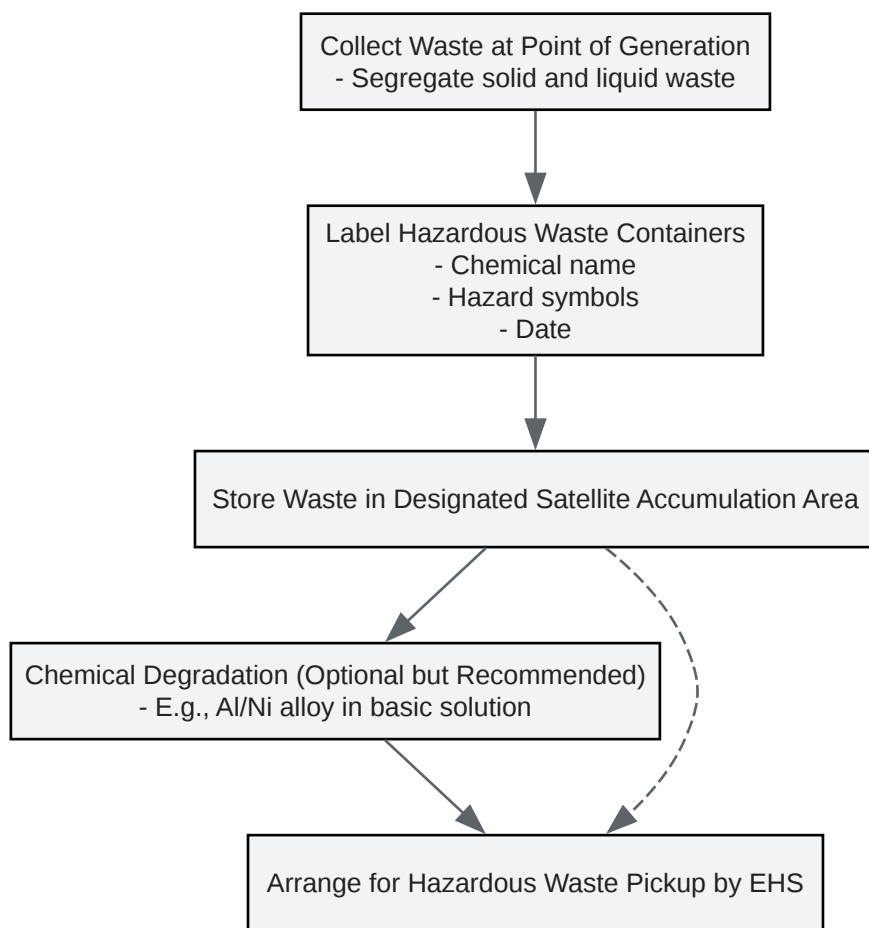 Collect Waste at Point of Generation
- Segregate solid and liquid waste
Label Hazardous Waste Containers
- Chemical name
- Hazard symbols
- Date
Store Waste in Designated Satellite Accumulation Area
Chemical Degradation (Optional but Recommended)
- E.g., Al/Ni alloy in basic solution
Arrange for Hazardous Waste Pickup by EHS